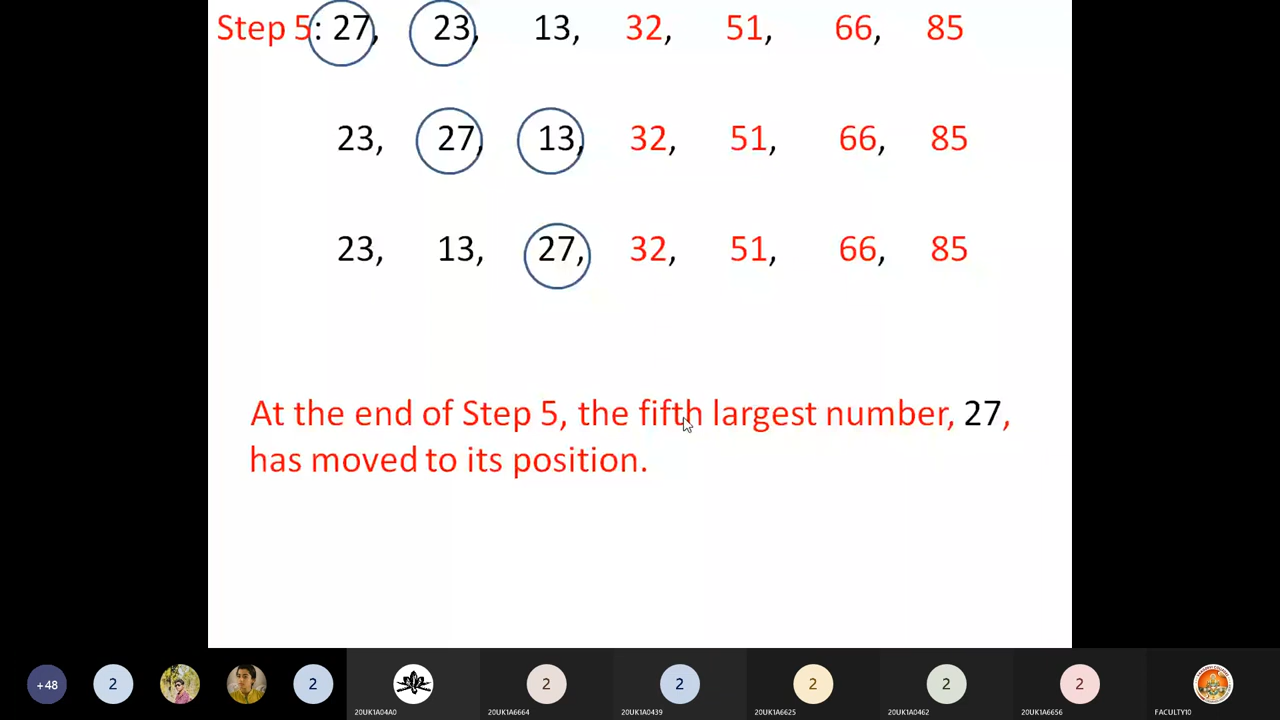 Step 5: 27, 23, 13, 32, 51, 66, 85
23, 27, 13, 32, 51, 66, 85
23, 13, 27, 32, 51, 66, 85
At the end of Step 5, the fifth largest number, 27,
has moved to its position.
+48 2 2 2 2 2 2 2
20UK1A04A0 20UK1A6664 20UK1A0439 20UK1A6625 20UK1A0462 20UK1A6656 FACULTY10